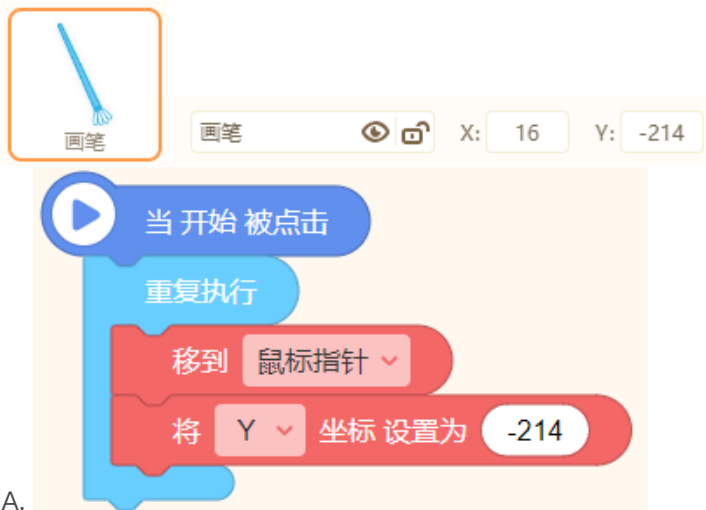 画笔
画笔 X: 16 Y: -214
当 开始 被点击
重复执行
移到 鼠标指针
将 Y 坐标 设置为 -214
A.